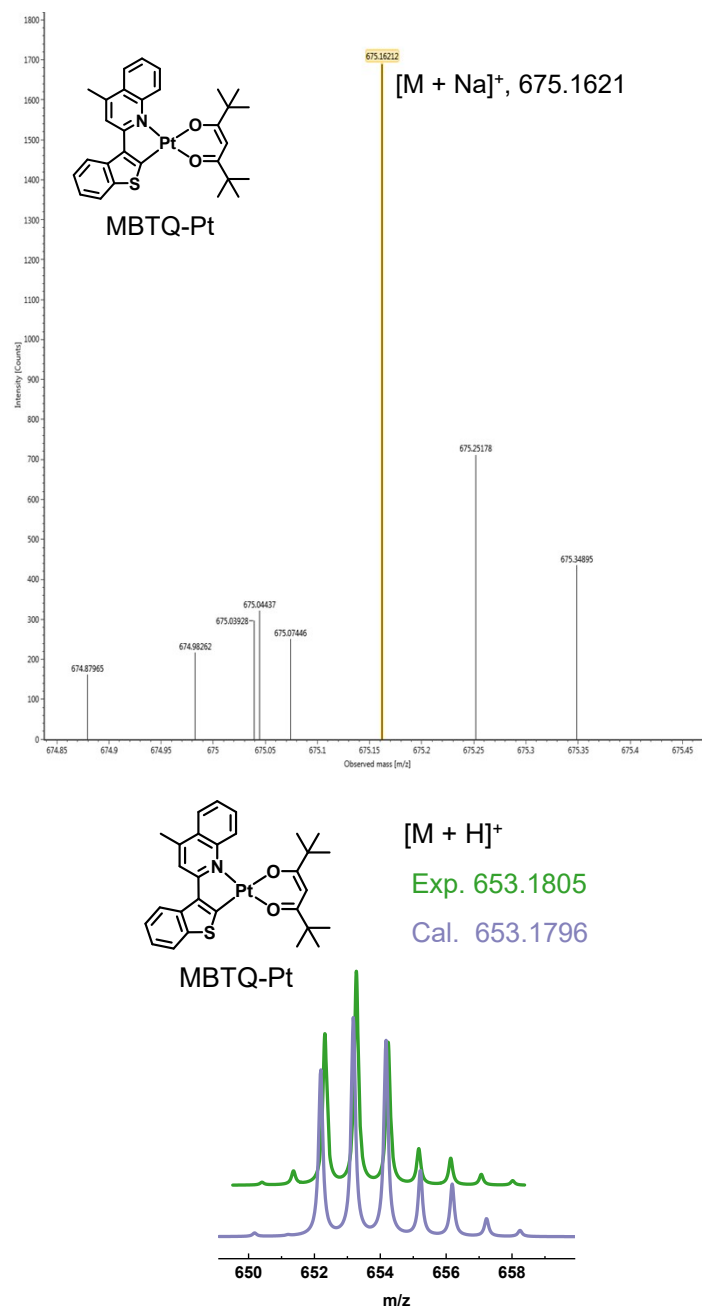 1800
1700
1600
1500
1400
1300
1200
1100
1000
900
800
700
600
500
400
300
200
100
0
Intensity [Counts]
675.16212
[M + Na]⁺, 675.1621
N
O
Pt
O
S
MBTQ-Pt
675.25178
675.34895
675.04437
675.03928
675.07446
674.98262
674.87965
674.85 674.9 674.95 675 675.05 675.1 675.15 675.2 675.25 675.3 675.35 675.4 675.45
Observed mass [m/z]
N
O
Pt
O
S
MBTQ-Pt
[M + H]⁺
Exp. 653.1805
Cal. 653.1796
650 652 654 656 658
m/z